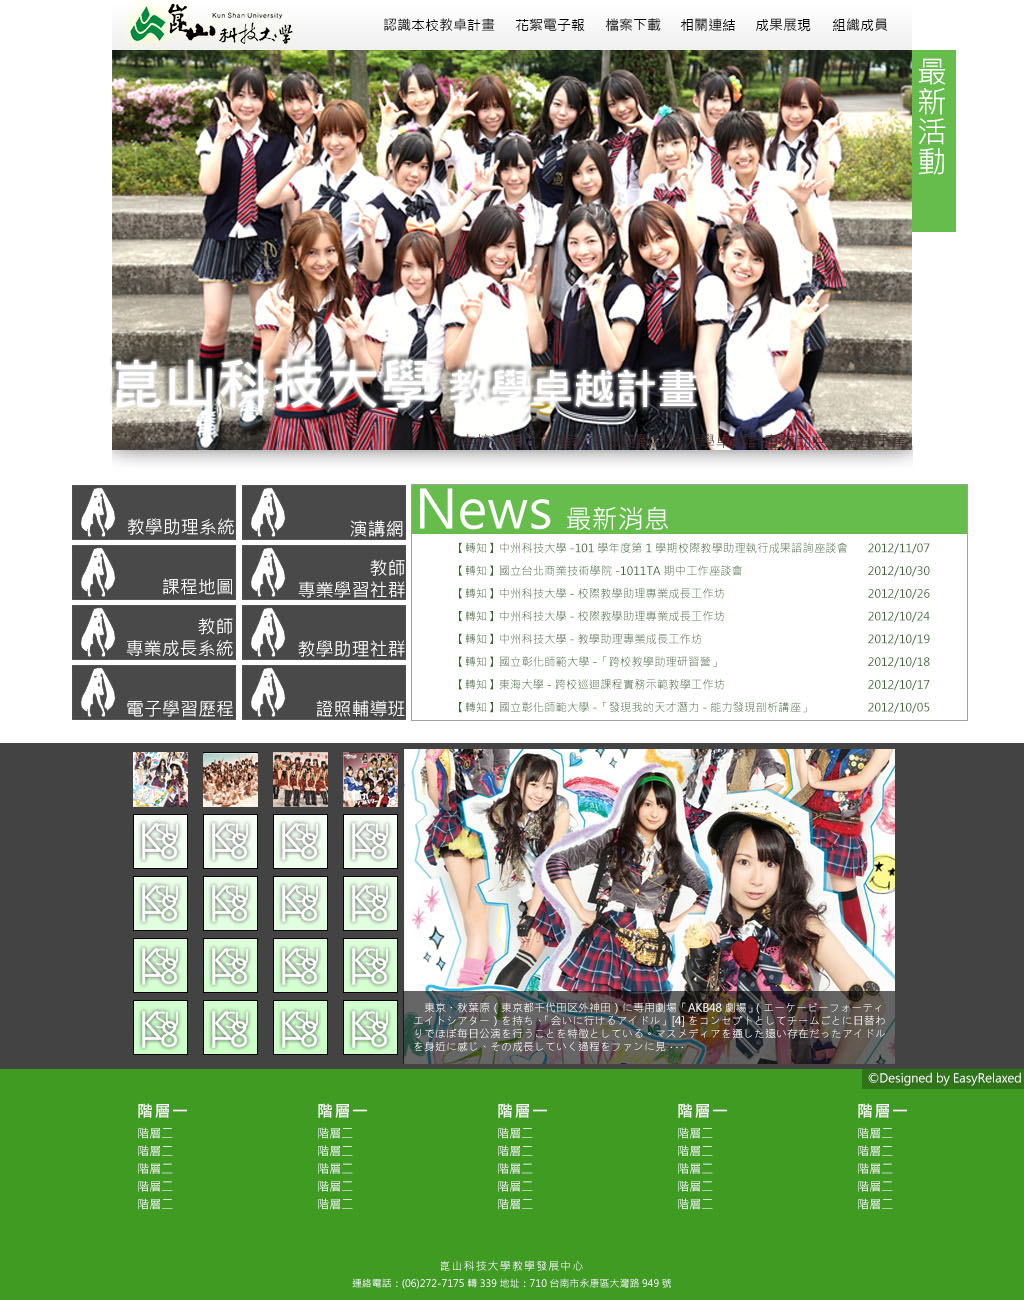 崑山科技大學
Kun Shan University
認識本校教卓計畫 花絮電子報 檔案下載 相關連結 成果展現 組織成員
最新活動
崑山科技大學 教學卓越計畫
教學助理系統
演講網
課程地圖
教師
專業學習社群
教師
專業成長系統
教學助理社群
電子學習歷程
證照輔導班
News 最新消息
【轉知】中州科技大學 -101 學年度第 1 學期校際教學助理執行成果諮詢座談會 2012/11/07
【轉知】國立台北商業技術學院 -1011TA 期中工作座談會 2012/10/30
【轉知】中州科技大學 - 校際教學助理專業成長工作坊 2012/10/26
【轉知】中州科技大學 - 校際教學助理專業成長工作坊 2012/10/24
【轉知】中州科技大學 - 教學助理專業成長工作坊 2012/10/19
【轉知】國立彰化師範大學 -「跨校教學助理研習營」 2012/10/18
【轉知】東海大學 - 跨校巡迴課程實務示範教學工作坊 2012/10/17
【轉知】國立彰化師範大學 -「發現我的天才潛力 - 能力發現剖析講座」 2012/10/05
東京・秋葉原（東京都千代田区外神田）に専用劇場「AKB48 劇場」（エーケービーフォーティ
エイトシアター）を持ち、「会いに行けるアイドル」[4] をコンセプトとしてチームごとに日替わ
りでほぼ毎日公演を行うことを特徴としている。マスメディアを通した遠い存在だったアイドル
を身近に感じ、その成長していく過程をファンに見 ・・・
©Designed by EasyRelaxed
階層一 階層一 階層一 階層一 階層一
階層二 階層二 階層二 階層二 階層二
階層二 階層二 階層二 階層二 階層二
階層二 階層二 階層二 階層二 階層二
階層二 階層二 階層二 階層二 階層二
階層二 階層二 階層二 階層二 階層二
崑山科技大學教學發展中心
連絡電話：(06)272-7175 轉 339 地址：710 台南市永康區大灣路 949 號